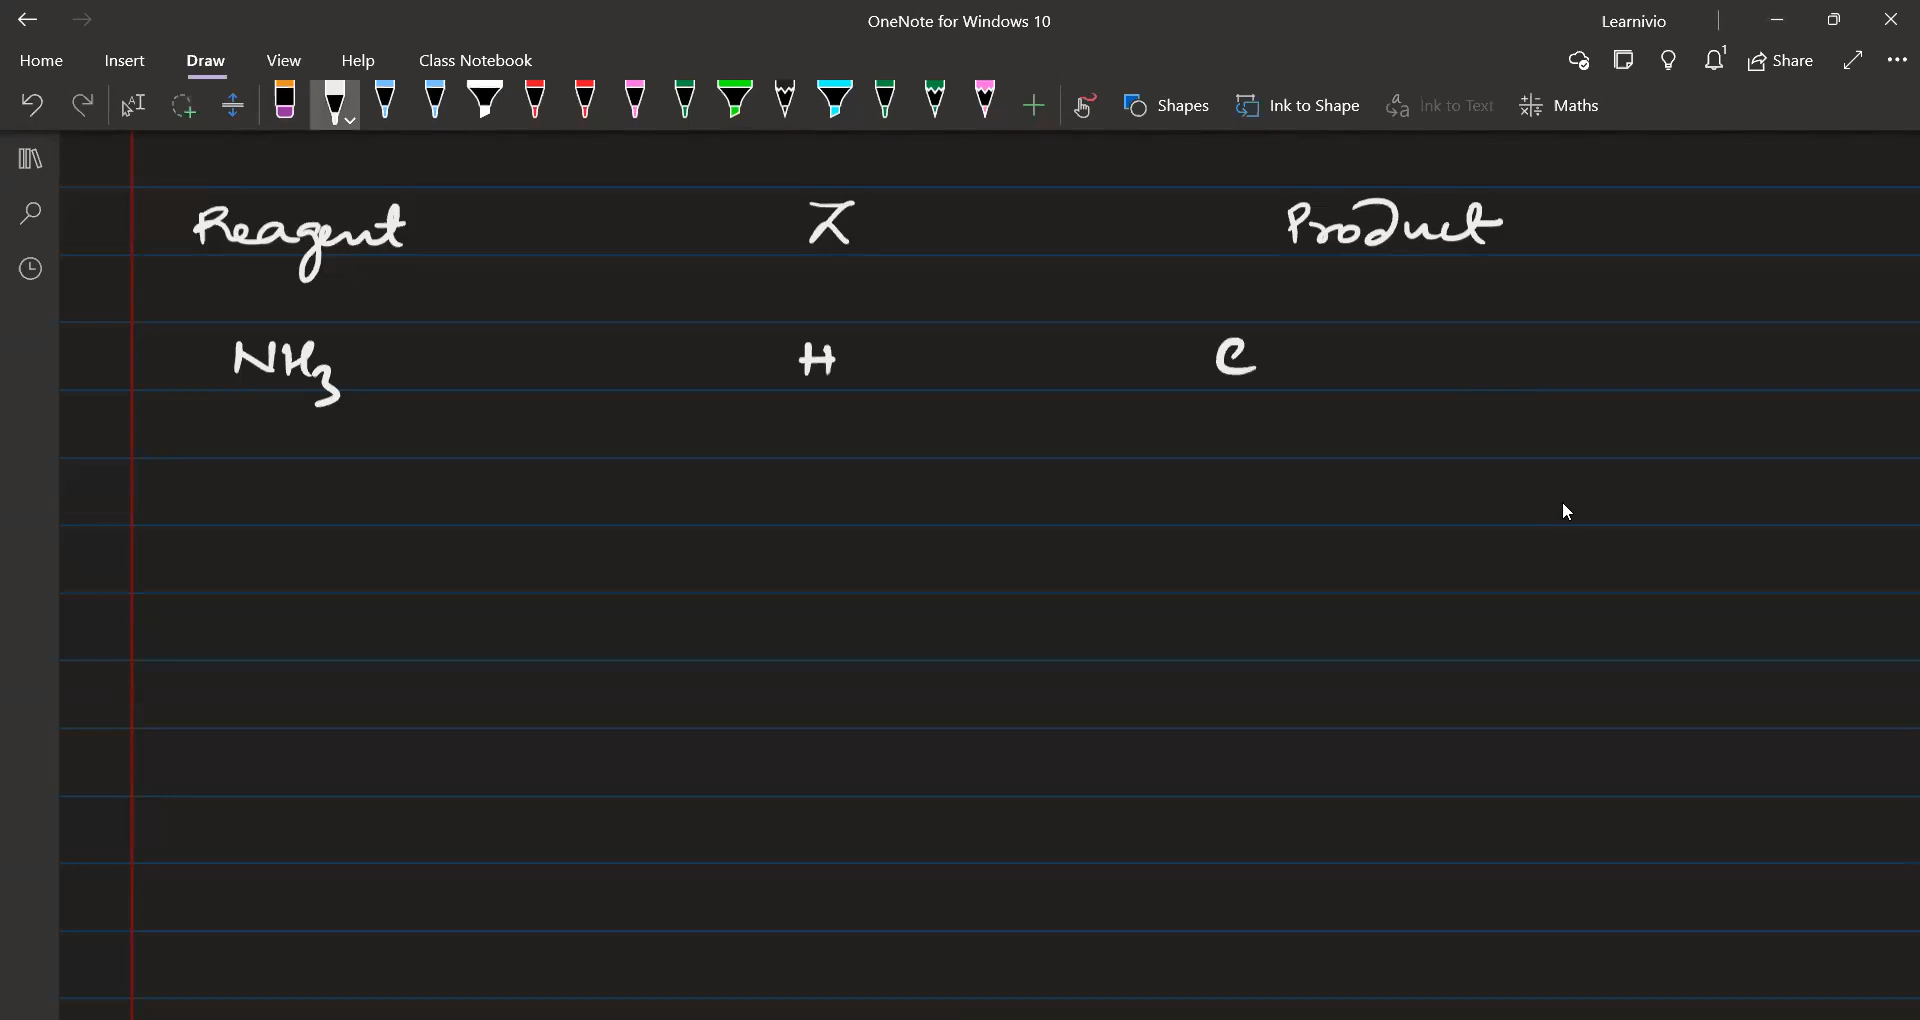 OneNote for Windows 10
Learnivio
Home Insert Draw View Help Class Notebook
1
Share
Shapes Ink to Shape Ink to Text Maths
Reagent Z Product
NH3 H C